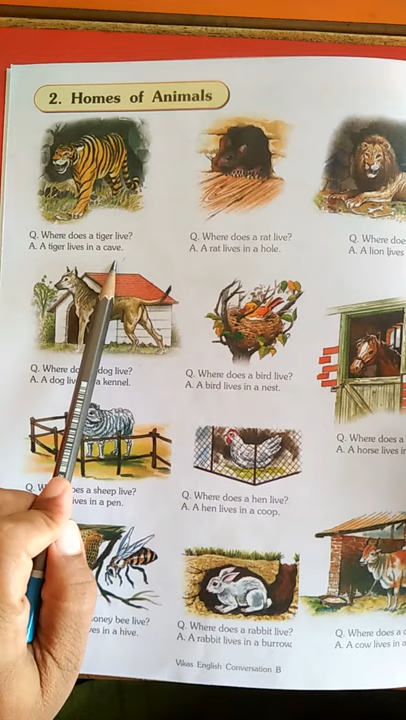 2. Homes of Animals
Q. Where does a tiger live?
A. A tiger lives in a cave.
Q. Where does a rat live?
A. A rat lives in a hole.
Q. Where doe
A. A lion lives
Q. Where do dog live?
A. A dog liv a kennel.
Q. Where does a bird live?
A. A bird lives in a nest.
Q. Where does a
A. A horse lives in
Q. W oes a sheep live?
ives in a pen.
Q. Where does a hen live?
A. A hen lives in a coop.
oney bee live?
ves in a hive.
Q. Where does a rabbit live?
A. A rabbit lives in a burrow.
Q. Where does a c
A. A cow lives in a
Vikas English Conversation B